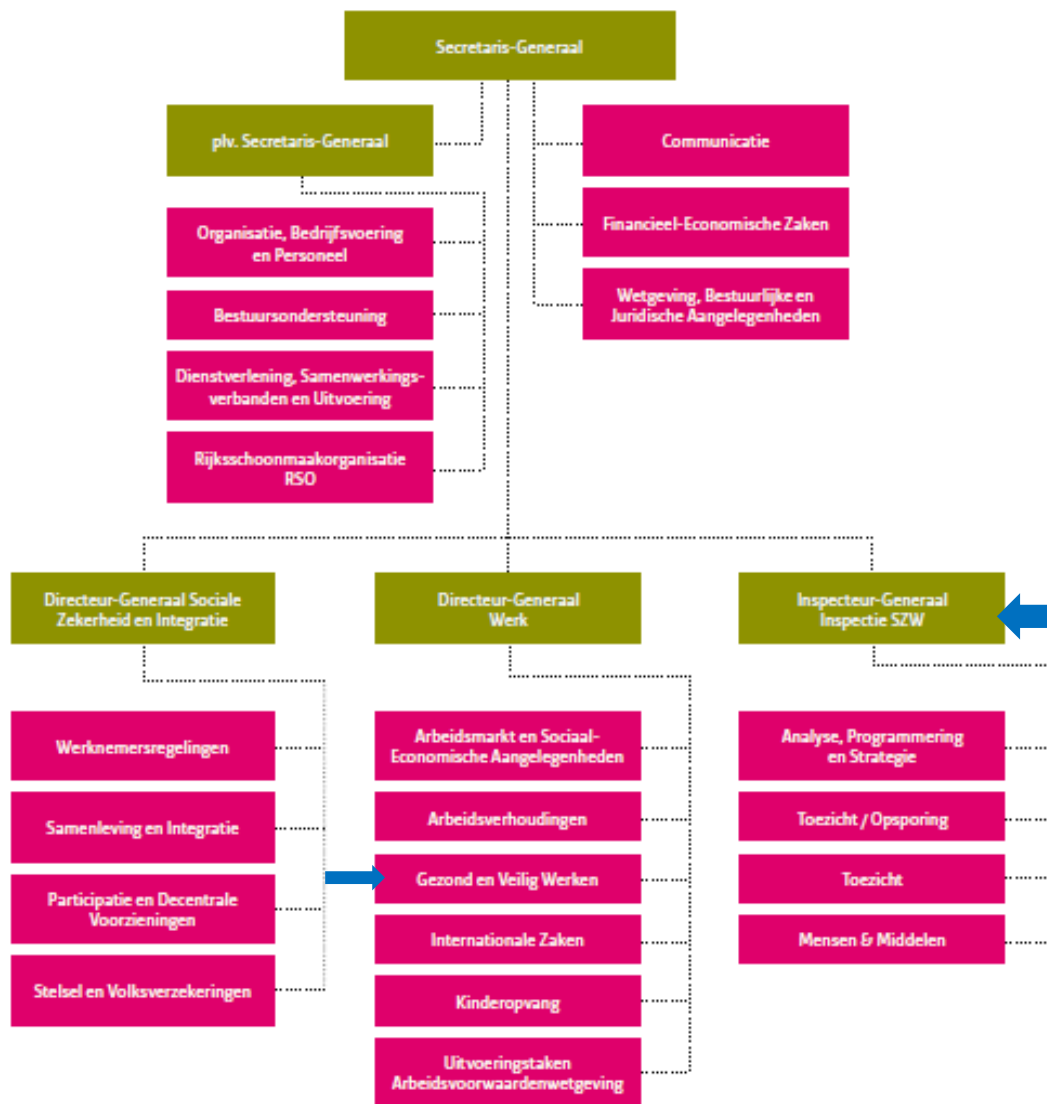 Secretaris-Generaal
plv. Secretaris-Generaal
Organisatie, Bedrijfsvoering
en Personeel
Bestuursondersteuning
Dienstverlening, Samenwerkings-
verbanden en Uitvoering
Rijksschoonmaakorganisatie
RSO
Communicatie
Financieel-Economische Zaken
Wetgeving, Bestuurlijke en
Juridische Aangelegenheden
Directeur-Generaal Sociale
Zekerheid en Integratie
Werknemersregelingen
Samenleving en Integratie
Participatie en Decentrale
Voorzieningen
Stelsel en Volksverzekeringen
Directeur-Generaal
Werk
Arbeidsmarkt en Sociaal-
Economische Aangelegenheden
Arbeidsverhoudingen
Gezond en Veilig Werken
Internationale Zaken
Kinderopvang
Uitvoeringstaken
Arbeidsvoorwaardenwetgeving
Inspecteur-Generaal
Inspectie SZW
Analyse, Programmering
en Strategie
Toezicht / Opsporing
Toezicht
Mensen & Middelen